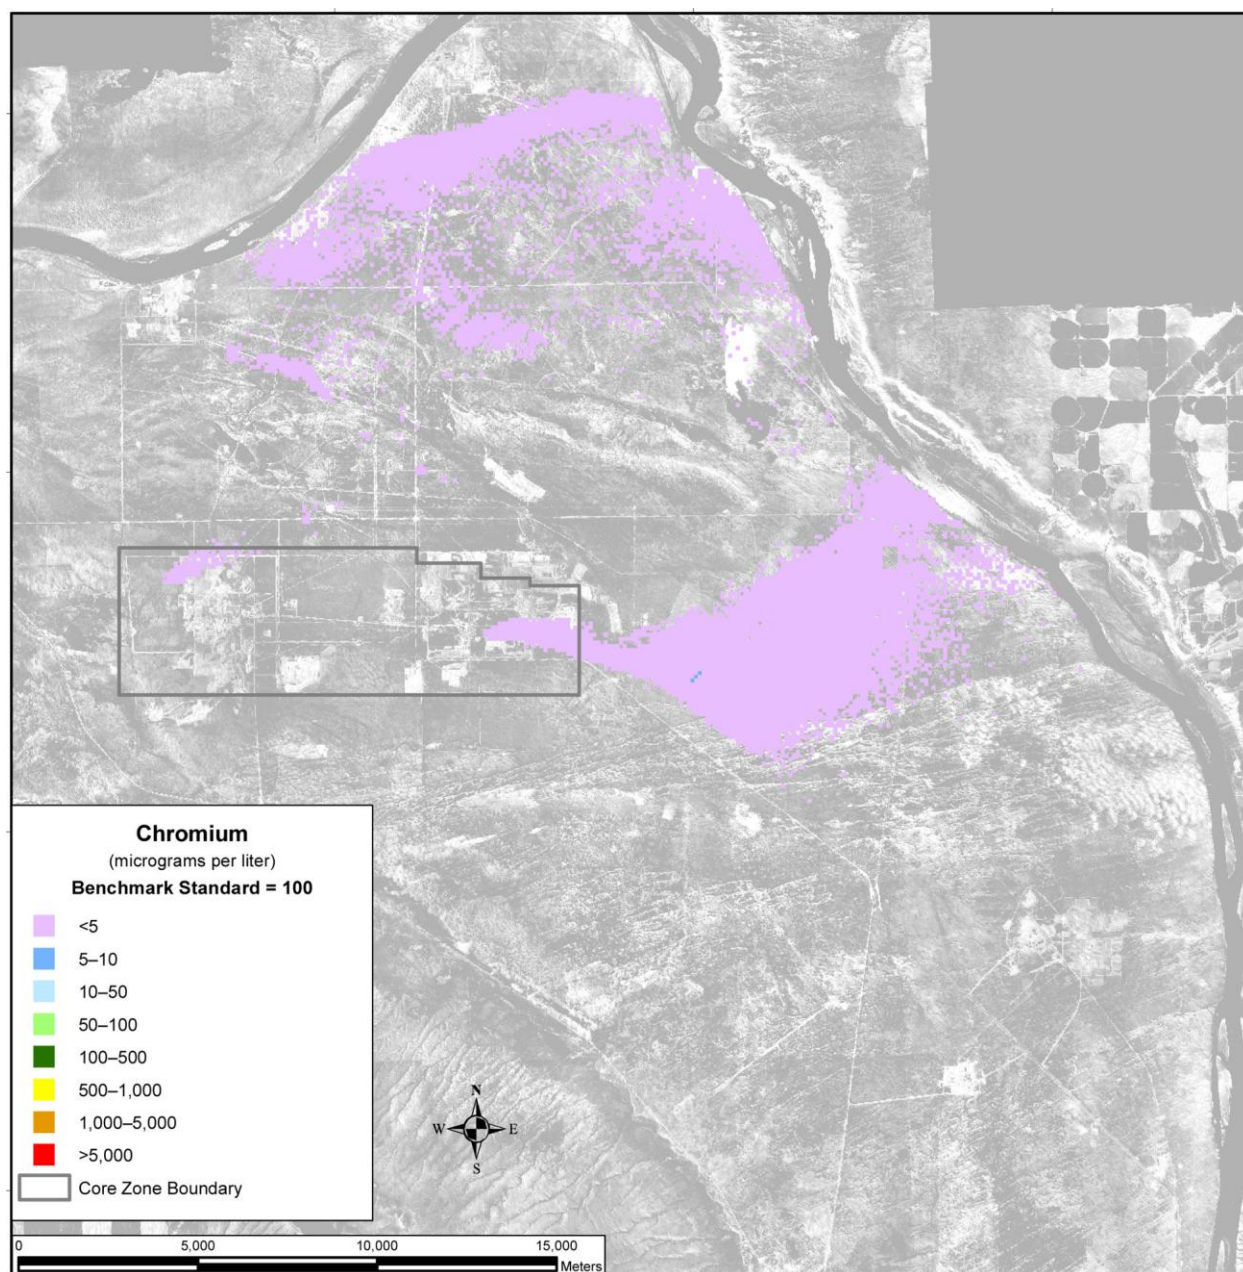 Chromium
(micrograms per liter)
Benchmark Standard = 100
<5
5–10
10–50
50–100
100–500
500–1,000
1,000–5,000
>5,000
Core Zone Boundary
N
W E
S
0 5,000 10,000 15,000
Meters